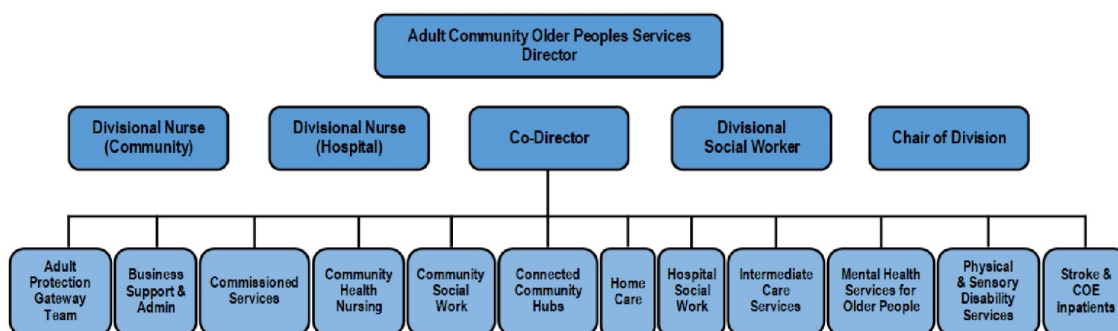 Adult Community Older Peoples Services
Director
Divisional Nurse
(Community)
Divisional Nurse
(Hospital)
Co-Director
Divisional
Social Worker
Chair of Division
Adult
Protection
Gateway
Team
Business
Support &
Admin
Commissioned
Services
Community
Health
Nursing
Community
Social
Work
Connected
Community
Hubs
Home
Care
Hospital
Social
Work
Intermediate
Care
Services
Mental Health
Services for
Older People
Physical
& Sensory
Disability
Services
Stroke &
COE
inpatients